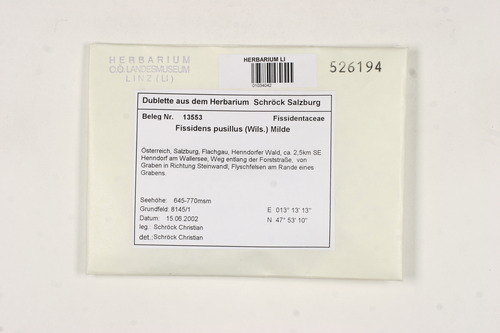 HERBARIUM
O.Ö. LANDESMUSEUM
LINZ (LI)
HERBARIUM LI
01034042
526194
Dublette aus dem Herbarium Schröck Salzburg
Beleg Nr. 13553 Fissidentaceae
Fissidens pusillus (Wils.) Milde
Österreich, Salzburg, Flachgau, Henndorfer Wald, ca. 2,5km SE
Henndorf am Wallersee, Weg entlang der Forststraße, von
Graben in Richtung Steinwandl, Flyschfelsen am Rande eines
Grabens.
Seehöhe: 645-770msm
Grundfeld: 8145/1 E 013° 13' 13"
Datum: 15.06.2002 N 47° 53' 10"
leg.: Schröck Christian
det.: Schröck Christian